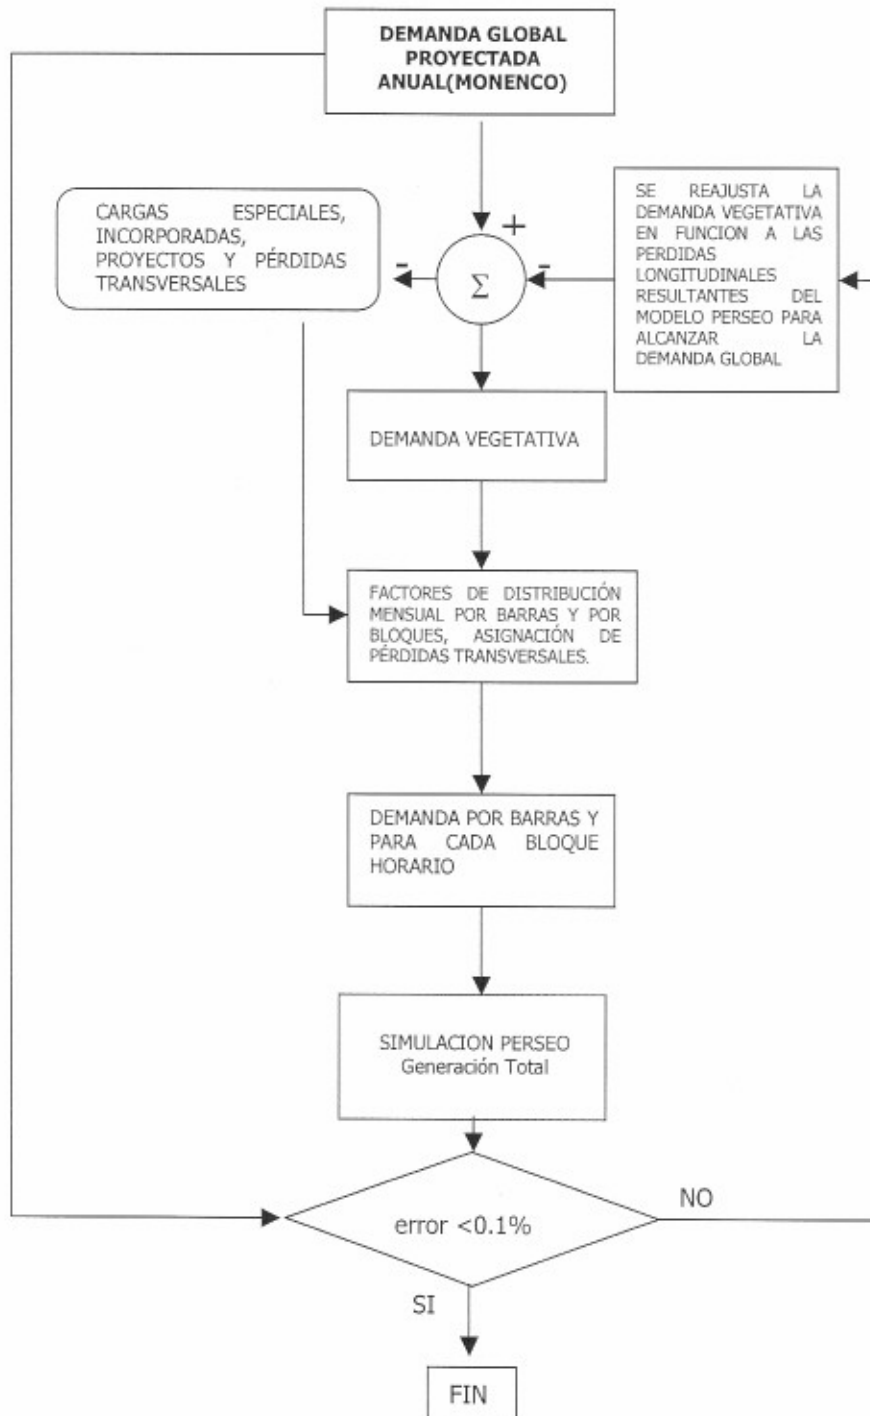 DEMANDA GLOBAL
PROYECTADA
ANUAL(MONENCO)
CARGAS ESPECIALES,
INCORPORADAS,
PROYECTOS Y PÉRDIDAS
TRANSVERSALES
+
-
-
Σ
SE REAJUSTA LA
DEMANDA VEGETATIVA
EN FUNCION A LAS
PERDIDAS
LONGITUDINALES
RESULTANTES DEL
MODELO PERSEO PARA
ALCANZAR LA
DEMANDA GLOBAL
DEMANDA VEGETATIVA
FACTORES DE DISTRIBUCIÓN
MENSUAL POR BARRAS Y POR
BLOQUES, ASIGNACIÓN DE
PÉRDIDAS TRANSVERSALES.
DEMANDA POR BARRAS Y
PARA CADA BLOQUE
HORARIO
SIMULACION PERSEO
Generación Total
error <0.1%
NO
SI
FIN